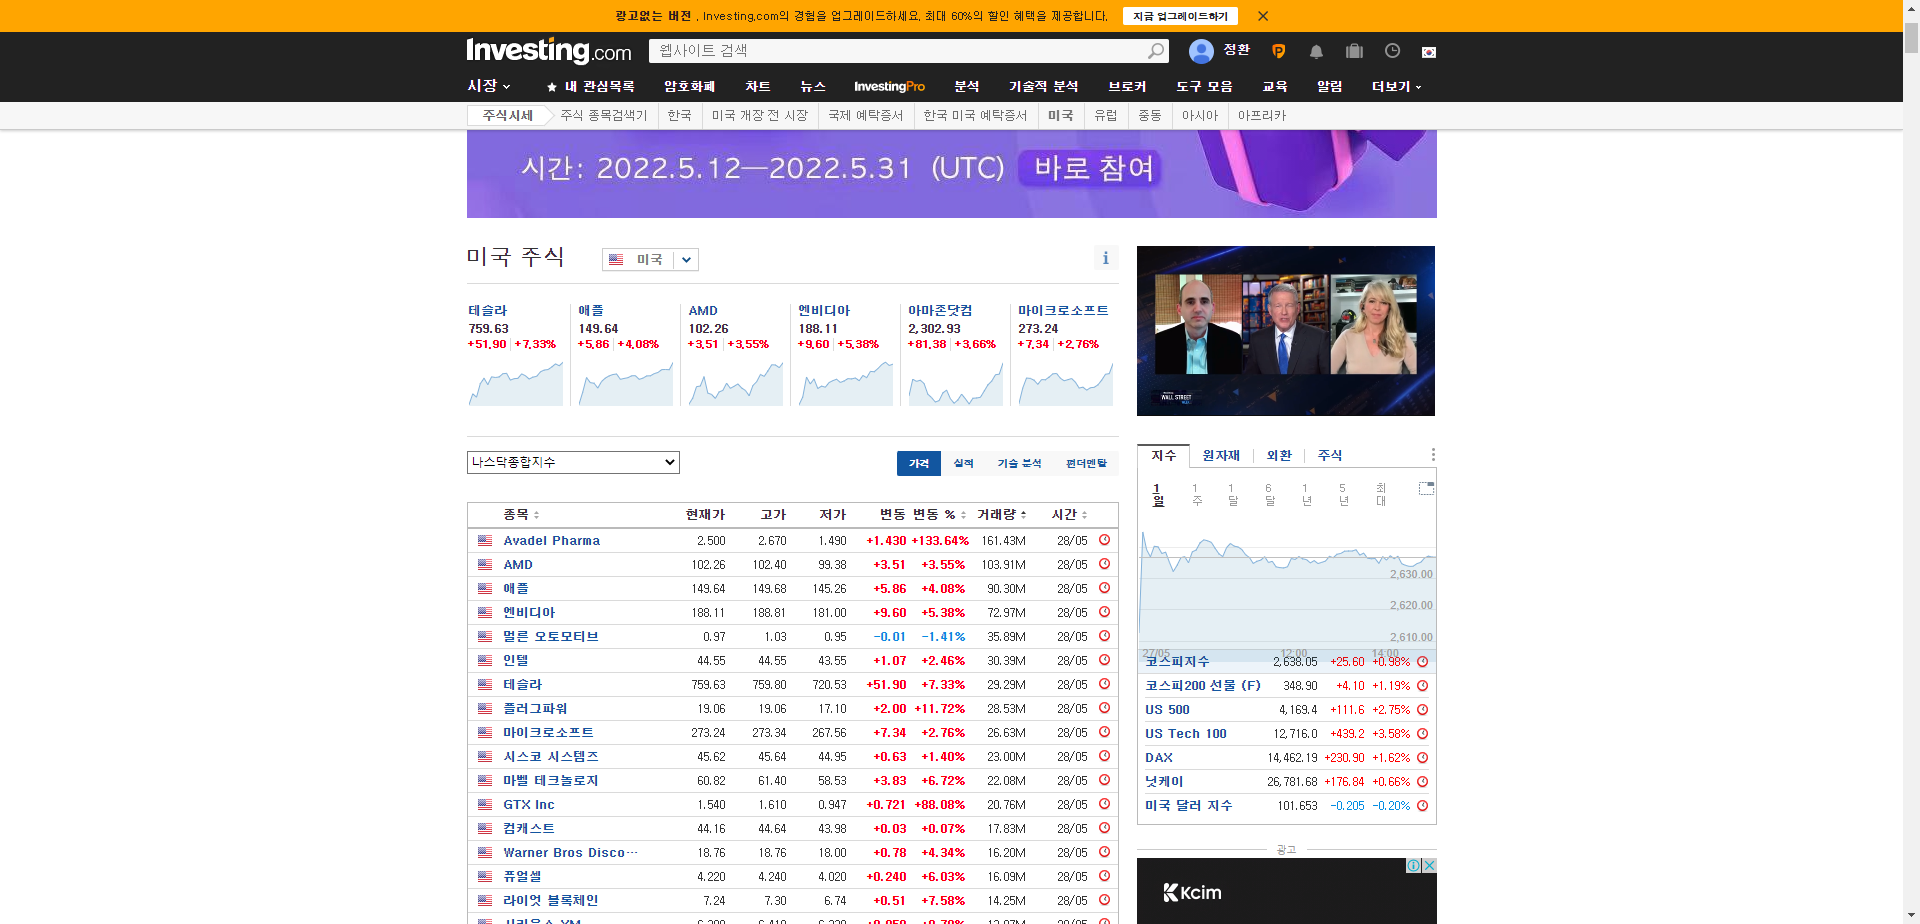 광고없는 버전 . Investing.com의 경험을 업그레이드하세요. 최대 60%의 할인 혜택을 제공합니다. 지금 업그레이드하기
Investing.com 웹사이트 검색 정환
시장 내 관심목록 암호화폐 차트 뉴스 InvestingPro 분석 기술적 분석 브로커 도구 모음 교육 알림 더보기
주식시세 주식 종목검색기 한국 미국 개장 전 시장 국제 예탁증서 한국 미국 예탁증서 미국 유럽 중동 아시아 아프리카
시간: 2022.5.12—2022.5.31 (UTC) 바로 참여
미국 주식 미국 i
테슬라 애플 AMD 엔비디아 아마존닷컴 마이크로소프트
759.63 149.64 102.26 188.11 2,302.93 273.24
+51.90 +7.33% +5.86 +4.08% +3.51 +3.55% +9.60 +5.38% +81.38 +3.66% +7.34 +2.76%
나스닥종합지수 가격 실적 기술 분석 펀더멘탈
종목 현재가 고가 저가 변동 변동 % 거래량 시간
Avadel Pharma 2.500 2.670 1.490 +1.430 +133.64% 161.43M 28/05
AMD 102.26 102.40 99.38 +3.51 +3.55% 103.91M 28/05
애플 149.64 149.68 145.26 +5.86 +4.08% 90.30M 28/05
엔비디아 188.11 188.81 181.00 +9.60 +5.38% 72.97M 28/05
멀른 오토모티브 0.97 1.03 0.95 -0.01 -1.41% 35.89M 28/05
인텔 44.55 44.55 43.55 +1.07 +2.46% 30.39M 28/05
테슬라 759.63 759.80 720.53 +51.90 +7.33% 29.29M 28/05
플러그파워 19.06 19.06 17.10 +2.00 +11.72% 28.53M 28/05
마이크로소프트 273.24 273.34 267.56 +7.34 +2.76% 26.63M 28/05
시스코 시스템즈 45.62 45.64 44.95 +0.63 +1.40% 23.00M 28/05
마벨 테크놀로지 60.82 61.40 58.53 +3.83 +6.72% 22.08M 28/05
GTX Inc 1.540 1.610 0.947 +0.721 +88.08% 20.76M 28/05
컴캐스트 44.16 44.64 43.98 +0.03 +0.07% 17.83M 28/05
Warner Bros Disco… 18.76 18.76 18.00 +0.78 +4.34% 16.20M 28/05
퓨얼셀 4.220 4.240 4.020 +0.240 +6.03% 16.09M 28/05
라이엇 블록체인 7.24 7.30 6.74 +0.51 +7.58% 14.25M 28/05
WALL STREET
지수 원자재 외환 주식
1일 1주 1달 6달 1년 5년 최대
2,630.00
2,620.00
2,610.00
27/05 12:00 14:00
코스피지수 2,638.05 +25.60 +0.98%
코스피200 선물 (F) 348.90 +4.10 +1.19%
US 500 4,169.4 +111.6 +2.75%
US Tech 100 12,716.0 +439.2 +3.58%
DAX 14,462.19 +230.90 +1.62%
닛케이 26,781.68 +176.84 +0.66%
미국 달러 지수 101.653 -0.205 -0.20%
광고
Kcim